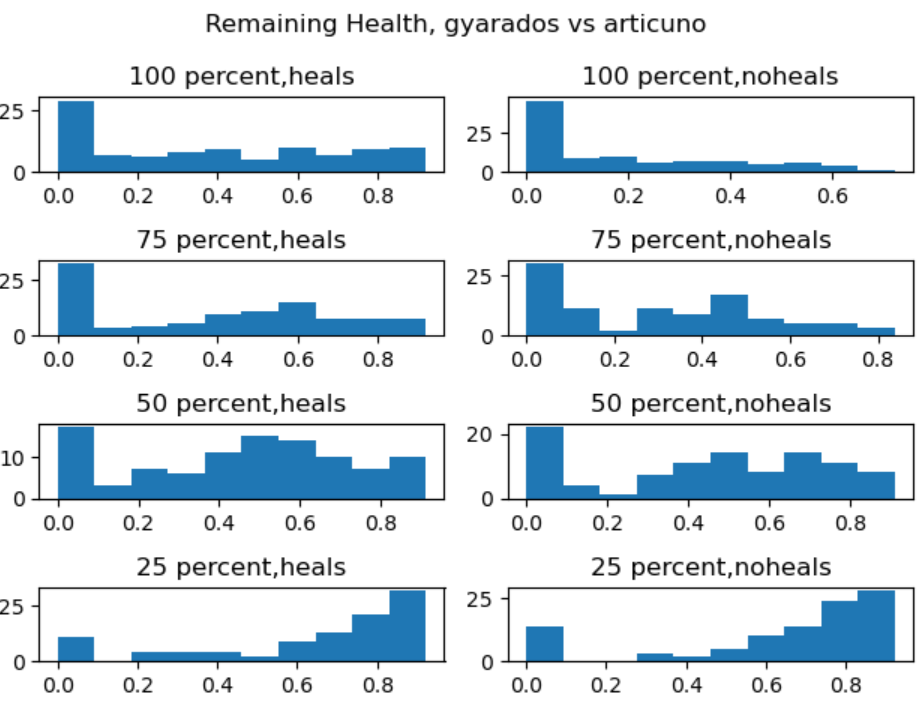 Remaining Health, gyarados vs articuno
100 percent,heals
100 percent,noheals
25
0
0.0 0.2 0.4 0.6 0.8
25
0
0.0 0.2 0.4 0.6
75 percent,heals
75 percent,noheals
25
0
0.0 0.2 0.4 0.6 0.8
25
0
0.0 0.2 0.4 0.6 0.8
50 percent,heals
50 percent,noheals
10
0
0.0 0.2 0.4 0.6 0.8
20
0
0.0 0.2 0.4 0.6 0.8
25 percent,heals
25 percent,noheals
25
0
0.0 0.2 0.4 0.6 0.8
25
0
0.0 0.2 0.4 0.6 0.8